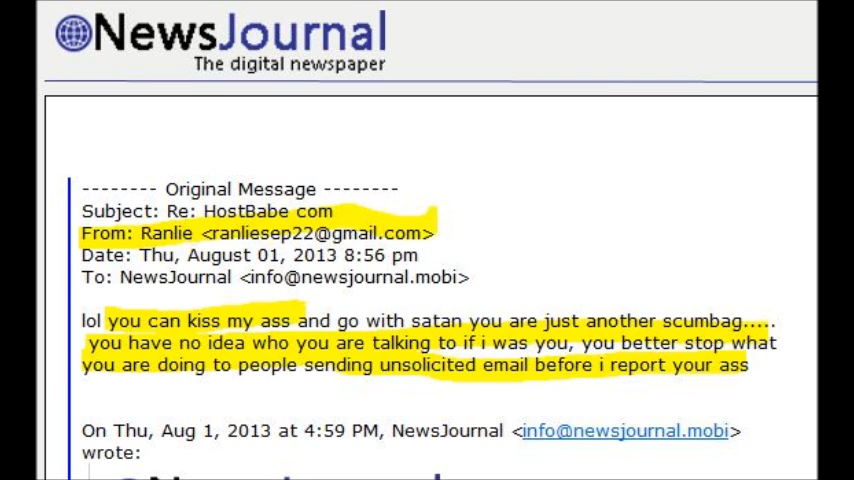 NewsJournal
The digital newspaper
-------- Original Message --------
Subject: Re: HostBabe com
From: Ranlie <ranliesep22@gmail.com>
Date: Thu, August 01, 2013 8:56 pm
To: NewsJournal <info@newsjournal.mobi>
lol you can kiss my ass and go with satan you are just another scumbag.....
you have no idea who you are talking to if i was you, you better stop what
you are doing to people sending unsolicited email before i report your ass
On Thu, Aug 1, 2013 at 4:59 PM, NewsJournal <info@newsjournal.mobi>
wrote: